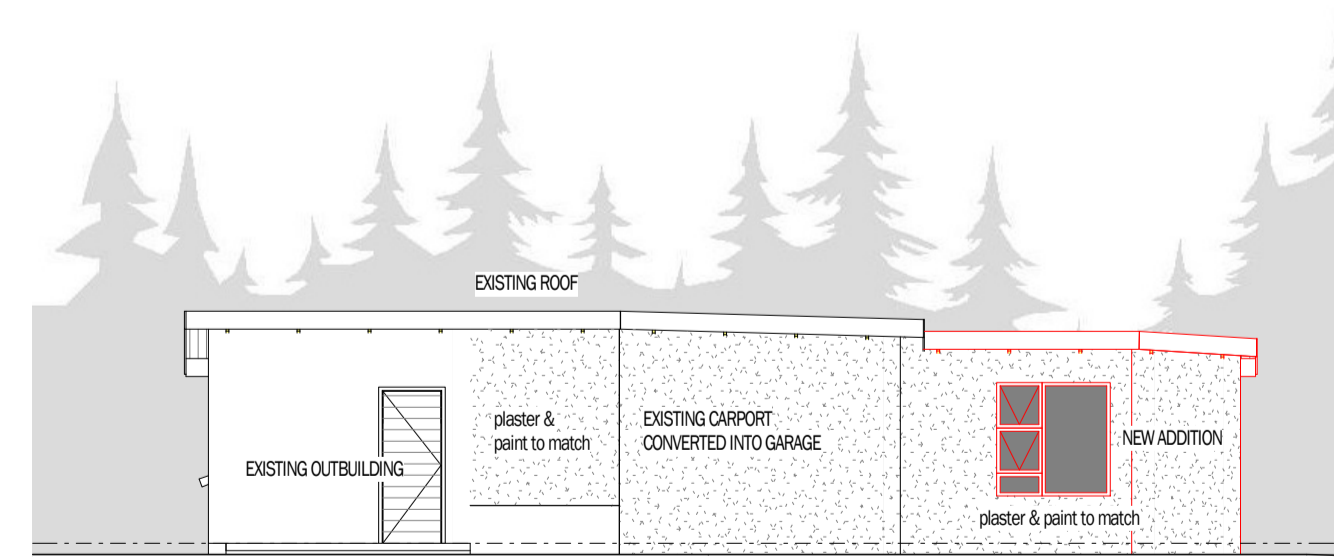 EXISTING ROOF
plaster &
paint to match
EXISTING CARPORT
CONVERTED INTO GARAGE
NEW ADDITION
EXISTING OUTBUILDING
plaster & paint to match